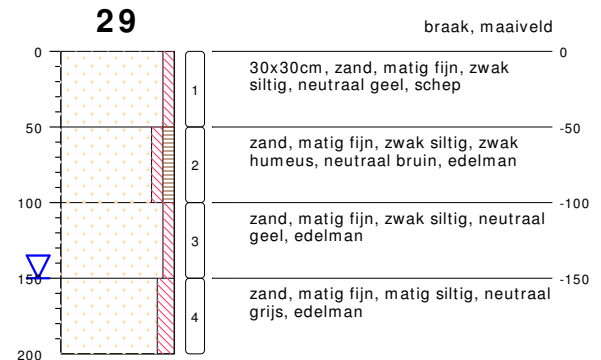 29
braak, maaiveld
0
0
30x30cm, zand, matig fijn, zwak
siltig, neutraal geel, schep
1
50
-50
zand, matig fijn, zwak siltig, zwak
humeus, neutraal bruin, edelman
2
100
-100
zand, matig fijn, zwak siltig, neutraal
geel, edelman
3
150
-150
zand, matig fijn, matig siltig, neutraal
grijs, edelman
4
200